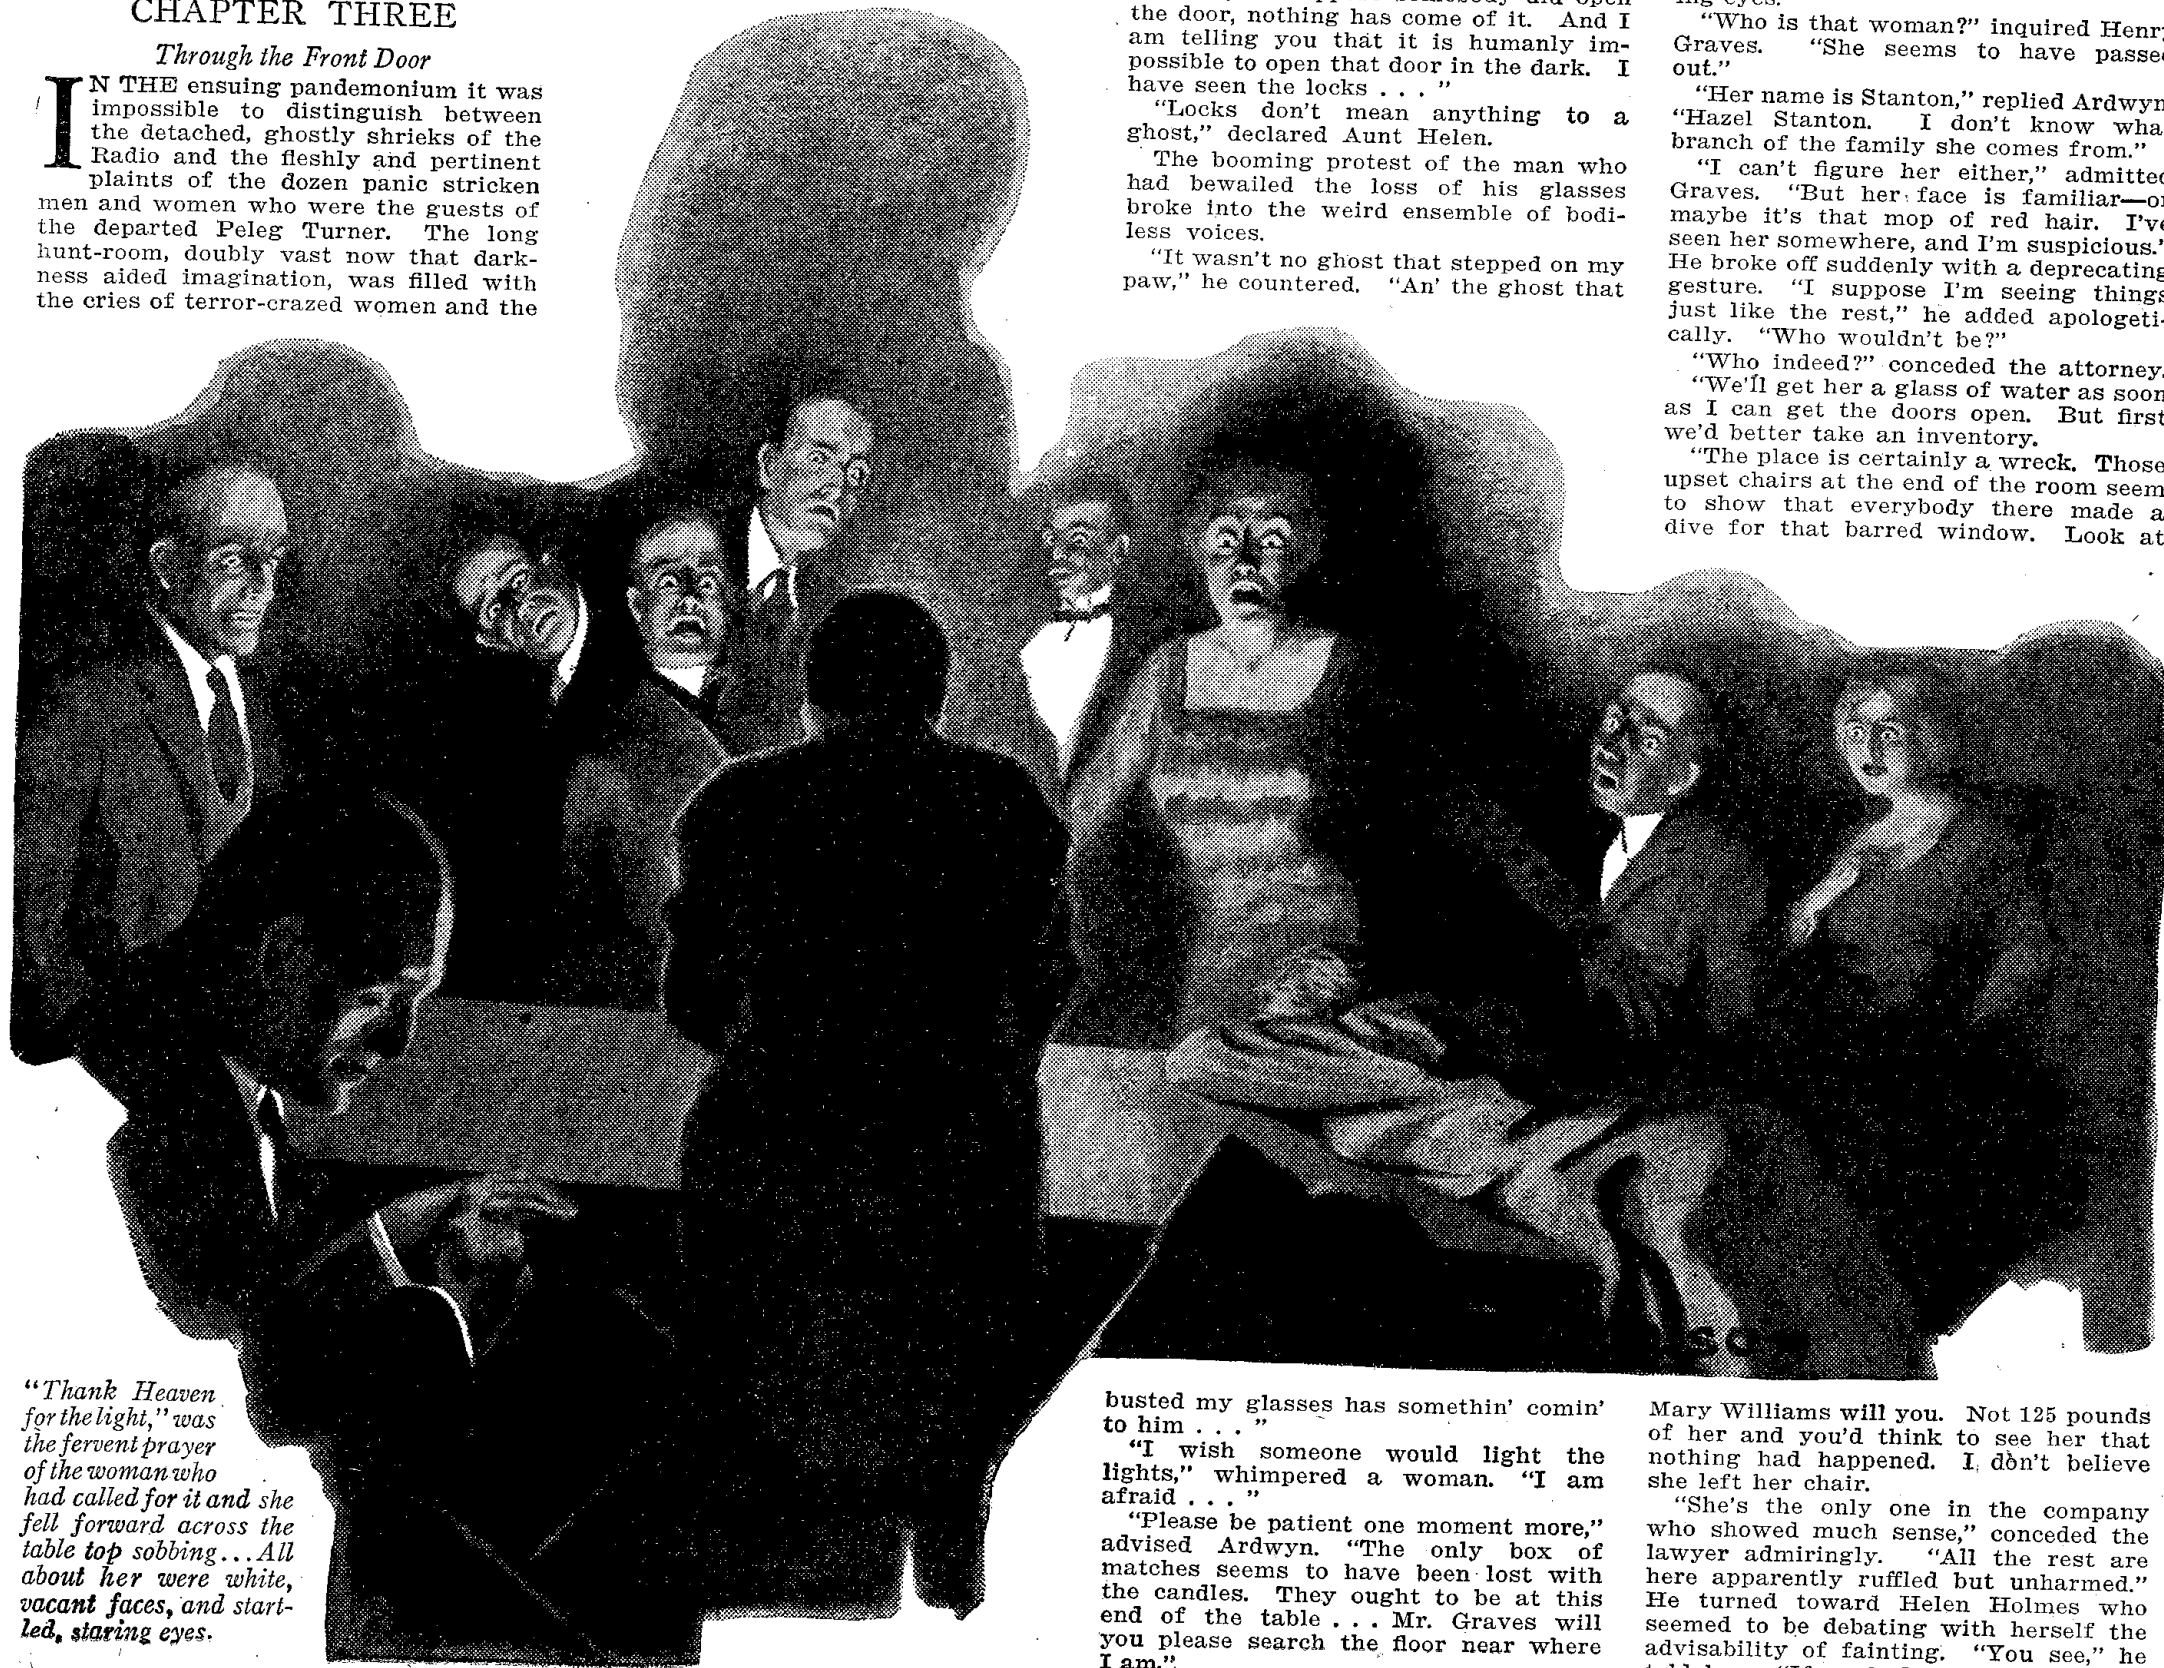 CHAPTER THREE
Through the Front Door
IN THE ensuing pandemonium it was
impossible to distinguish between
the detached, ghostly shrieks of the
Radio and the fleshly and pertinent
plaints of the dozen panic stricken
men and women who were the guests of
the departed Peleg Turner. The long
hunt-room, doubly vast now that dark-
ness aided imagination, was filled with
the cries of terror-crazed women and the
"Thank Heaven
for the light," was
the fervent prayer
of the woman who
had called for it and she
fell forward across the
table top sobbing...All
about her were white,
vacant faces, and start-
led, staring eyes.
the door, nothing has come of it. And I
am telling you that it is humanly im-
possible to open that door in the dark. I
have seen the locks . . . "
"Locks don't mean anything to a
ghost," declared Aunt Helen.
The booming protest of the man who
had bewailed the loss of his glasses
broke into the weird ensemble of bodi-
less voices.
"It wasn't no ghost that stepped on my
paw," he countered. "An' the ghost that
busted my glasses has somethin' comin'
to him . . . "
"I wish someone would light the
lights," whimpered a woman. "I am
afraid . . . "
"Please be patient one moment more,"
advised Ardwyn. "The only box of
matches seems to have been lost with
the candles. They ought to be at this
end of the table . . . Mr. Graves will
you please search the floor near where
I am."
ing eyes.
"Who is that woman?" inquired Henry
Graves. "She seems to have passed
out."
"Her name is Stanton," replied Ardwyn
"Hazel Stanton. I don't know what
branch of the family she comes from."
"I can't figure her either," admitted
Graves. "But her face is familiar—or
maybe it's that mop of red hair. I've
seen her somewhere, and I'm suspicious."
He broke off suddenly with a deprecating
gesture. "I suppose I'm seeing things
just like the rest," he added apologeti-
cally. "Who wouldn't be?"
"Who indeed?" conceded the attorney.
"We'll get her a glass of water as soon
as I can get the doors open. But first
we'd better take an inventory.
"The place is certainly a wreck. Those
upset chairs at the end of the room seem
to show that everybody there made a
dive for that barred window. Look at
Mary Williams will you. Not 125 pounds
of her and you'd think to see her that
nothing had happened. I don't believe
she left her chair.
"She's the only one in the company
who showed much sense," conceded the
lawyer admiringly. "All the rest are
here apparently ruffled but unharmed."
He turned toward Helen Holmes who
seemed to be debating with herself the
advisability of fainting. "You see," he